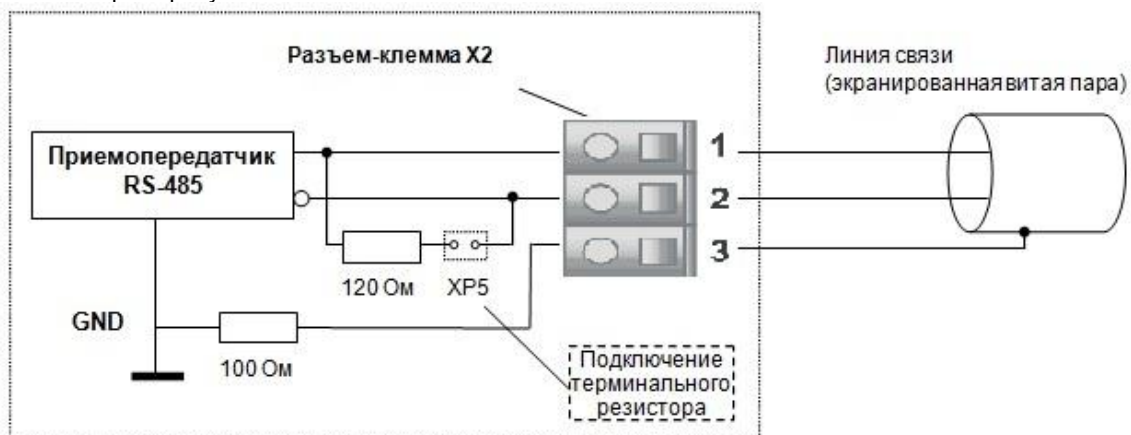 Разъем-клемма X2
Линия связи
(экранированная витая пара)
Приемопередатчик
RS-485
1
2
3
120 Ом
XP5
GND
100 Ом
Подключение
терминального
резистора